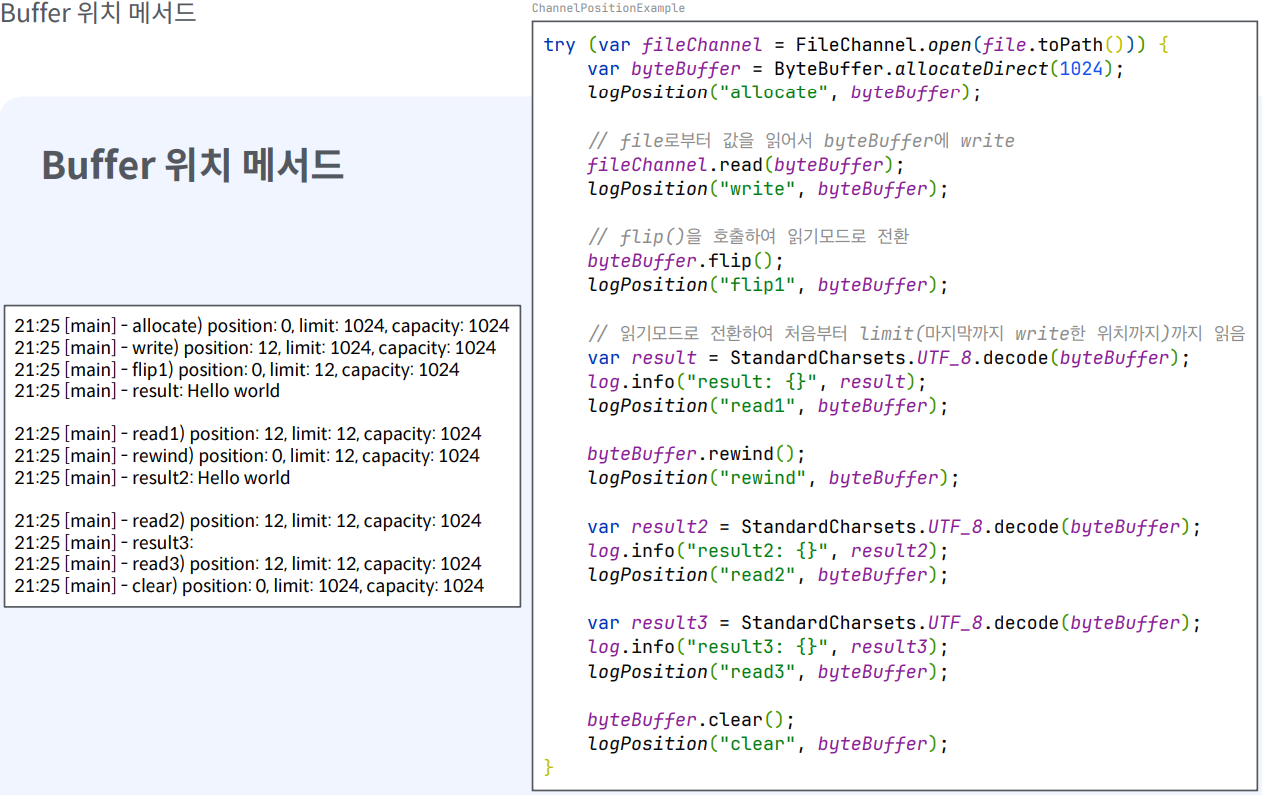 Buffer 위치 메서드
Buffer 위치 메서드
21:25 [main] - allocate) position: 0, limit: 1024, capacity: 1024
21:25 [main] - write) position: 12, limit: 1024, capacity: 1024
21:25 [main] - flip1) position: 0, limit: 12, capacity: 1024
21:25 [main] - result: Hello world
21:25 [main] - read1) position: 12, limit: 12, capacity: 1024
21:25 [main] - rewind) position: 0, limit: 12, capacity: 1024
21:25 [main] - result2: Hello world
21:25 [main] - read2) position: 12, limit: 12, capacity: 1024
21:25 [main] - result3:
21:25 [main] - read3) position: 12, limit: 12, capacity: 1024
21:25 [main] - clear) position: 0, limit: 1024, capacity: 1024
ChannelPositionExample
try (var fileChannel = FileChannel.open(file.toPath())) {
    var byteBuffer = ByteBuffer.allocateDirect(1024);
    logPosition("allocate", byteBuffer);
    // file로부터 값을 읽어서 byteBuffer에 write
    fileChannel.read(byteBuffer);
    logPosition("write", byteBuffer);
    // flip()을 호출하여 읽기모드로 전환
    byteBuffer.flip();
    logPosition("flip1", byteBuffer);
    // 읽기모드로 전환하여 처음부터 limit(마지막까지 write한 위치까지)까지 읽음
    var result = StandardCharsets.UTF_8.decode(byteBuffer);
    log.info("result: {}", result);
    logPosition("read1", byteBuffer);
    byteBuffer.rewind();
    logPosition("rewind", byteBuffer);
    var result2 = StandardCharsets.UTF_8.decode(byteBuffer);
    log.info("result2: {}", result2);
    logPosition("read2", byteBuffer);
    var result3 = StandardCharsets.UTF_8.decode(byteBuffer);
    log.info("result3: {}", result3);
    logPosition("read3", byteBuffer);
    byteBuffer.clear();
    logPosition("clear", byteBuffer);
}